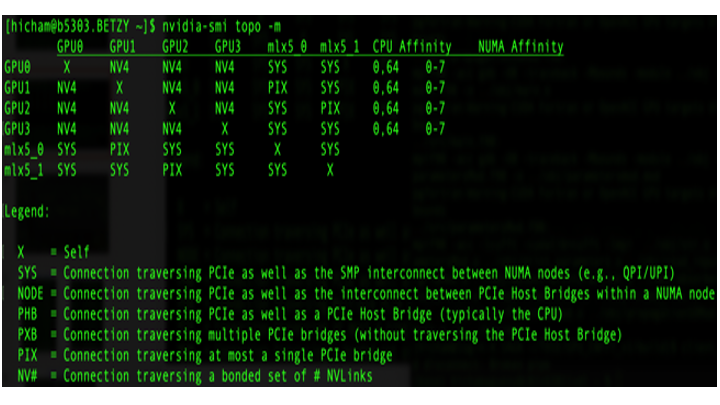 [hicham@b5303.BETZY ~]$ nvidia-smi topo -m
GPU0 GPU1 GPU2 GPU3 mlx5_0 mlx5_1 CPU Affinity NUMA Affinity
GPU0 X NV4 NV4 NV4 SYS SYS 0,64 0-7
GPU1 NV4 X NV4 NV4 PIX SYS 0,64 0-7
GPU2 NV4 NV4 X NV4 SYS PIX 0,64 0-7
GPU3 NV4 NV4 NV4 X SYS SYS 0,64 0-7
mlx5_0 SYS PIX SYS SYS X SYS
mlx5_1 SYS SYS PIX SYS SYS X
Legend:
X = Self
SYS = Connection traversing PCIe as well as the SMP interconnect between NUMA nodes (e.g., QPI/UPI)
NODE = Connection traversing PCIe as well as the interconnect between PCIe Host Bridges within a NUMA node
PHB = Connection traversing PCIe as well as a PCIe Host Bridge (typically the CPU)
PXB = Connection traversing multiple PCIe bridges (without traversing the PCIe Host Bridge)
PIX = Connection traversing at most a single PCIe bridge
NV# = Connection traversing a bonded set of # NVLinks